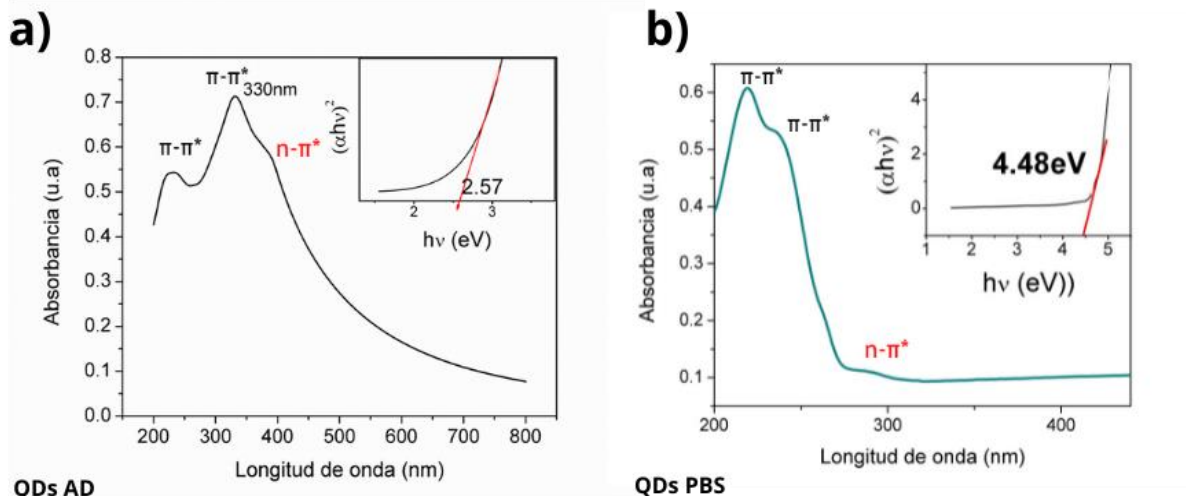 a)
π-π*
330nm
π-π*
n-π*
Absorbancia (u.a)
0.8
0.7
0.6
0.5
0.4
0.3
0.2
0.1
0.0
200 300 400 500 600 700 800
Longitud de onda (nm)
(αhν)²
2.57
2 3
hν (eV)
QDs AD
b)
π-π*
π-π*
n-π*
Absorbancia (u.a)
0.6
0.5
0.4
0.3
0.2
0.1
200 300 400
Longitud de onda (nm)
(αhν)²
4
2
0
4.48eV
1 2 3 4 5
hν (eV))
QDs PBS